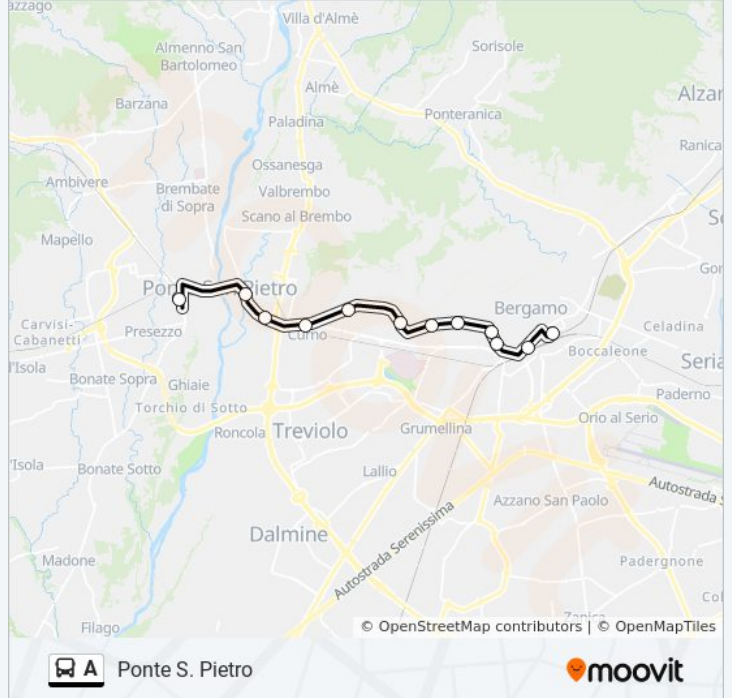 azzago
Villa d'Almè
Almenno San
Bartolomeo
Sorisole
Almè
Alzar
Barzana
Ponteranica
Paladina
Ranica
Ossanesga
Ambivere
Brembate
di Sopra
Valbrembo
Scano al Brembo
Mapello
Ponte S. Pietro
Bergamo
Carvisi-
Cabanetti
Presezzo
Curno
Celadina
Boccaleone
Seria
l'Isola
Bonate Sopra
Ghiaie
Torchio di Sotto
Paderno
Orio al Serio
Roncola
Treviolo
Grumellina
'Isola
Bonate Sotto
Lallio
Autostrada S
Azzano San Paolo
Dalmine
Autostrada Serenissima
Madone
Padergnone
Filago
© OpenStreetMap contributors | © OpenMapTiles
A Ponte S. Pietro
moovit